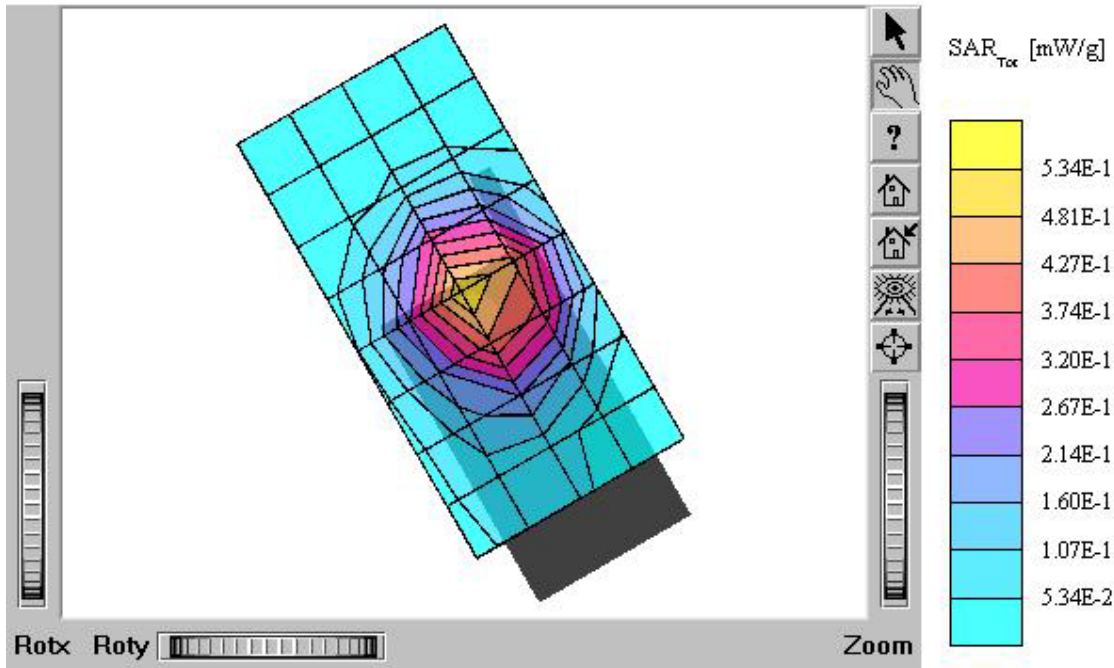 SAR_Tot [mW/g]
?
5.34E-1
4.81E-1
4.27E-1
3.74E-1
3.20E-1
2.67E-1
2.14E-1
1.60E-1
1.07E-1
5.34E-2
Rotx Roty Zoom